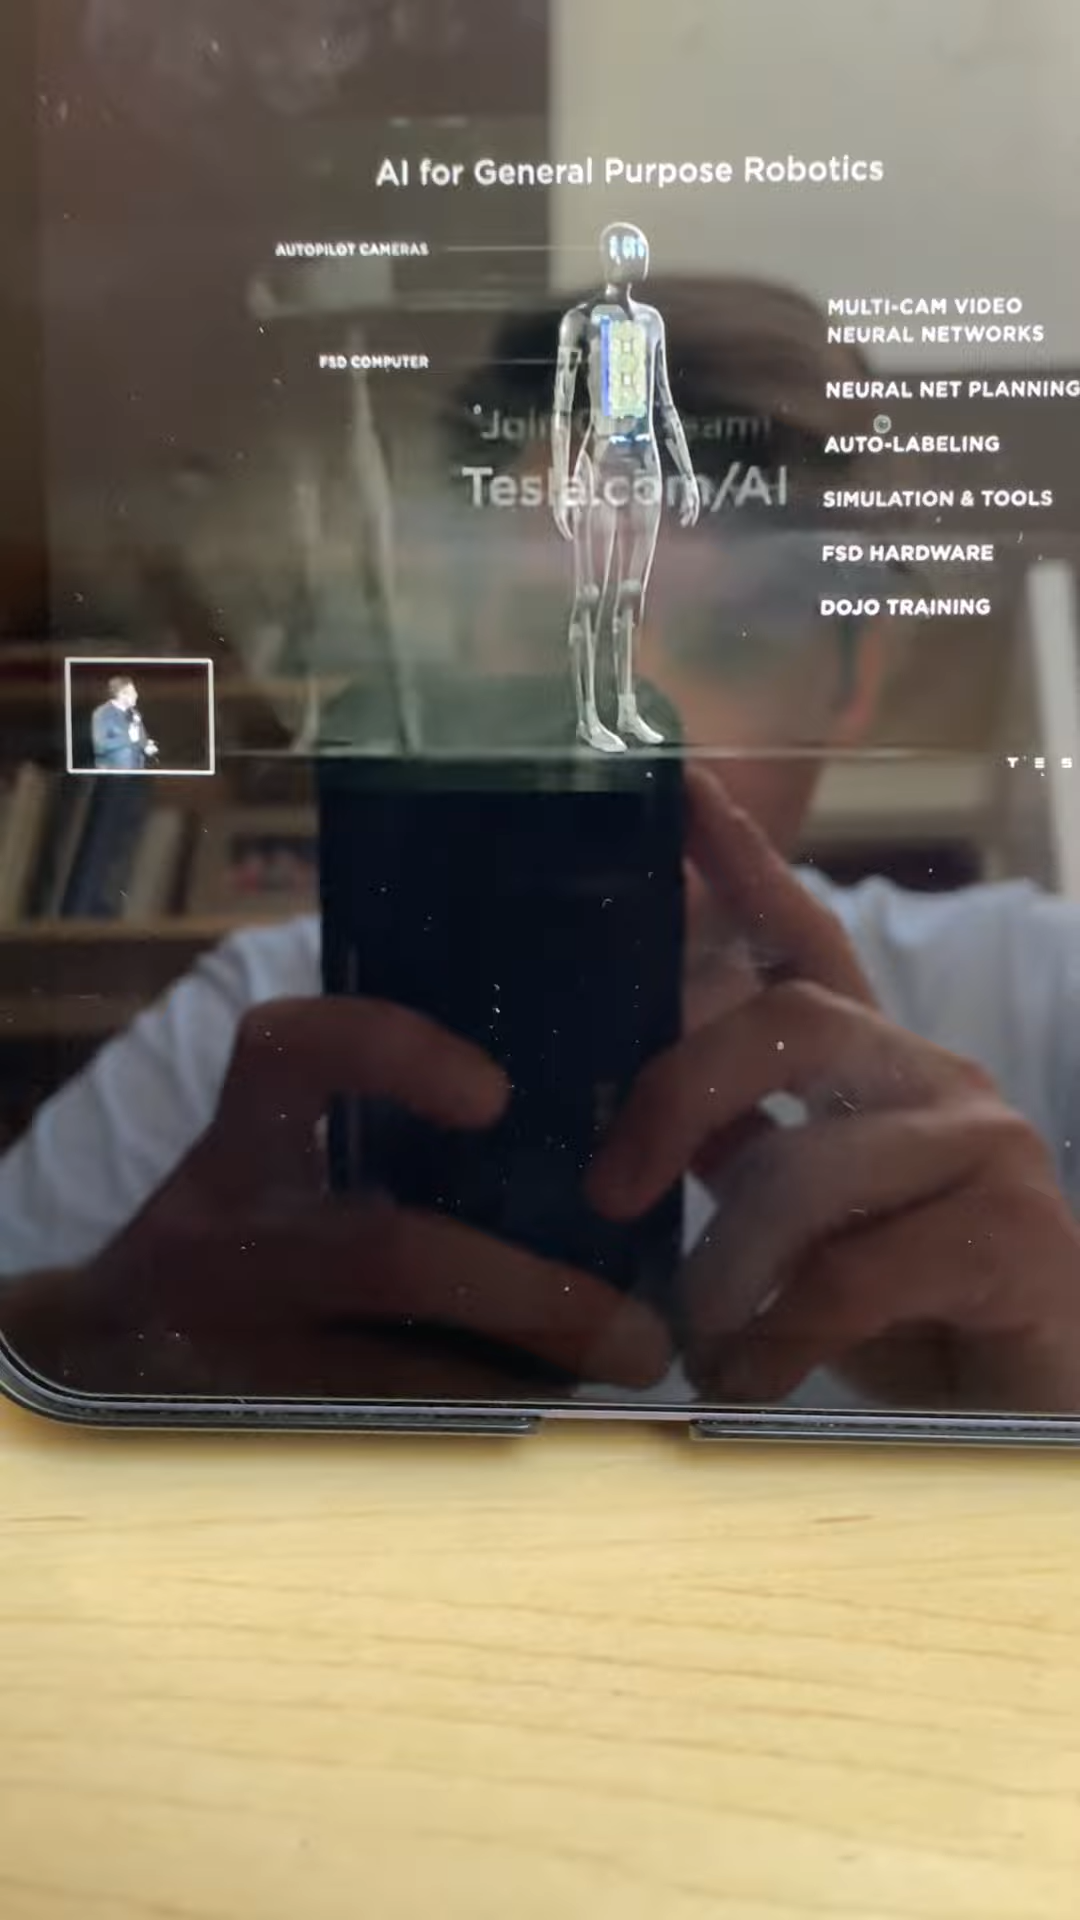 AI for General Purpose Robotics
AUTOPILOT CAMERAS
FSD COMPUTER
MULTI-CAM VIDEO
NEURAL NETWORKS
NEURAL NET PLANNING
AUTO-LABELING
SIMULATION & TOOLS
FSD HARDWARE
DOJO TRAINING
Join
Tesla.com/AI
T E S